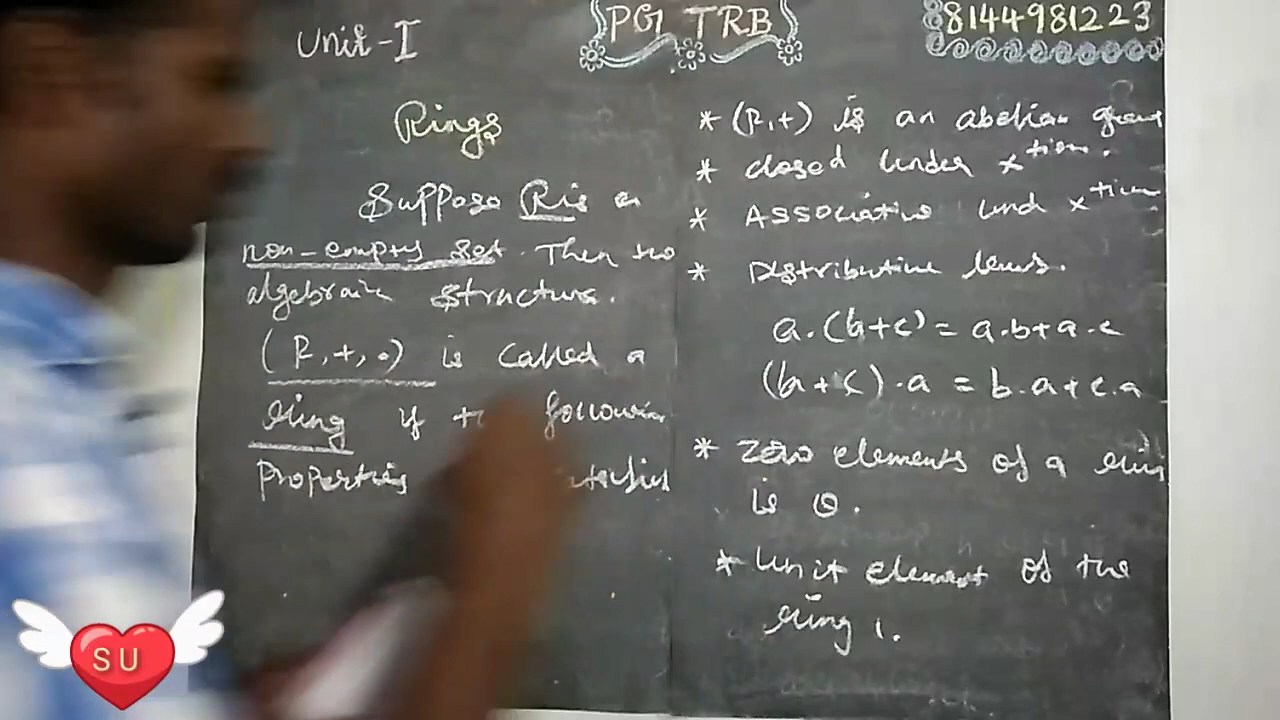 Unit-I
PG TRB
8144981223
Rings
Suppose R is a
non-empty set. Then the
algebraic structure.
(R,+,.) is called a
ring if following
properties
* (R,+) is an abelian group
* closed under x tion.
* Associative und x tion
* Distributive laws.
a.(b+c) = a.b+a.c
(b+c).a = b.a+c.a
* Zero elements of a ring
is 0.
* Unit element of the
ring 1.
SU